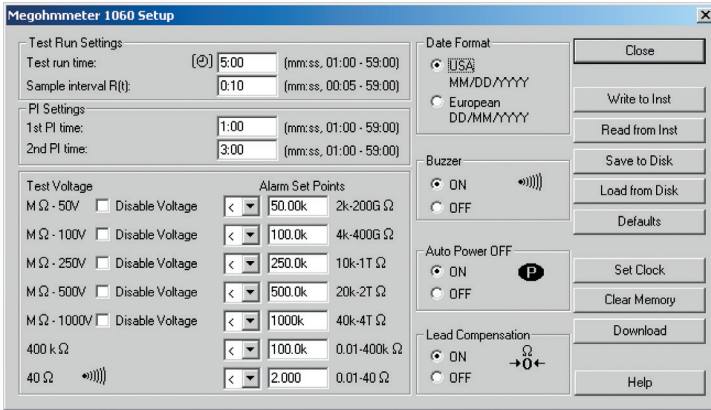 Megohmmeter 1060 Setup
Test Run Settings
Test run time: 5:00 (mm:ss, 01:00 - 59:00)
Sample interval R(t): 0:10 (mm:ss, 00:05 - 59:00)
PI Settings
1st PI time: 1:00 (mm:ss, 01:00 - 59:00)
2nd PI time: 3:00 (mm:ss, 01:00 - 59:00)
Test Voltage Alarm Set Points
M Ω - 50V Disable Voltage < 50.00k 2k-200G Ω
M Ω - 100V Disable Voltage < 100.0k 4k-400G Ω
M Ω - 250V Disable Voltage < 250.0k 10k-1T Ω
M Ω - 500V Disable Voltage < 500.0k 20k-2T Ω
M Ω - 1000V Disable Voltage < 1000k 40k-4T Ω
400 k Ω < 100.0k 0.01-400k Ω
40 Ω < 2.000 0.01-40 Ω
Date Format
USA
MM/DD/YYYY
European
DD/MM/YYYY
Buzzer
ON
OFF
Auto Power OFF
ON P
OFF
Lead Compensation
ON Ω
→0←
OFF
Close
Write to Inst
Read from Inst
Save to Disk
Load from Disk
Defaults
Set Clock
Clear Memory
Download
Help